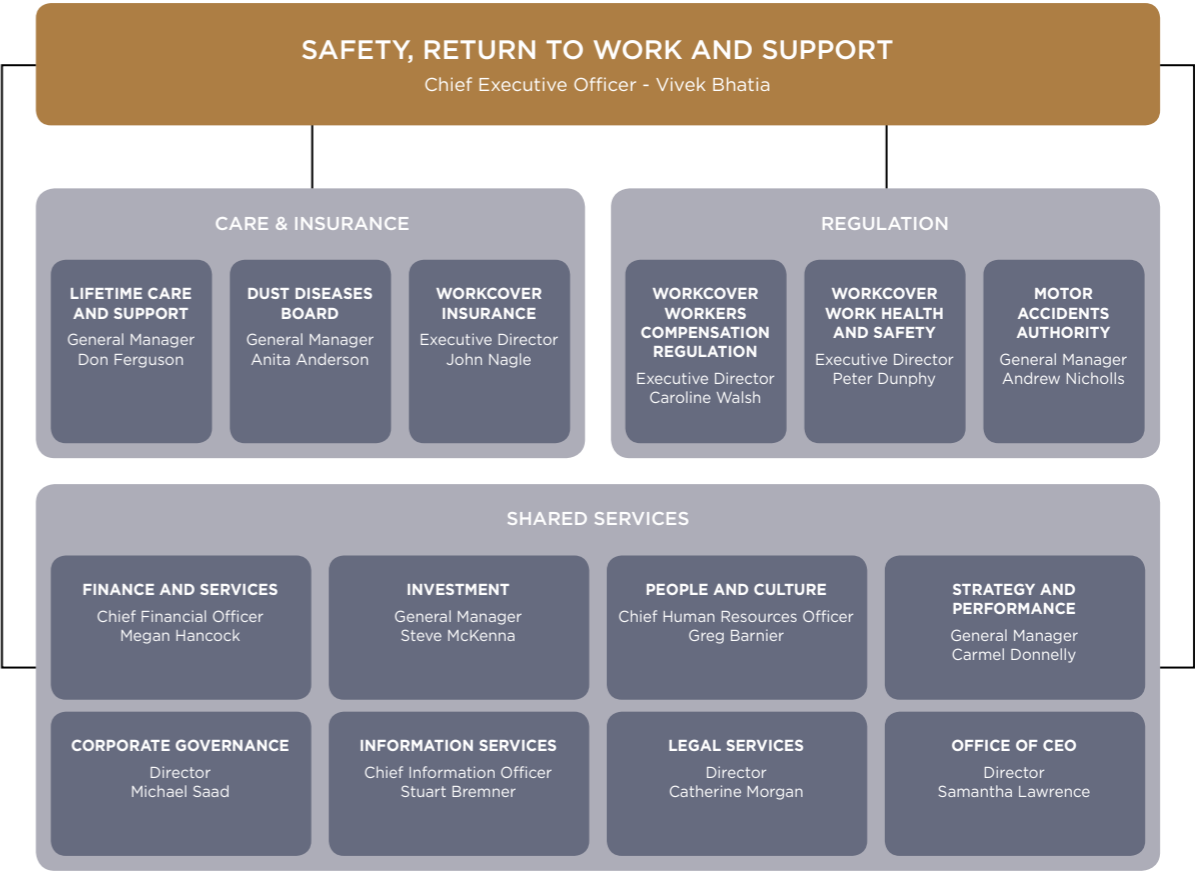 SAFETY, RETURN TO WORK AND SUPPORT
Chief Executive Officer - Vivek Bhatia
CARE & INSURANCE
LIFETIME CARE
AND SUPPORT
General Manager
Don Ferguson
DUST DISEASES
BOARD
General Manager
Anita Anderson
WORKCOVER
INSURANCE
Executive Director
John Nagle
REGULATION
WORKCOVER
WORKERS
COMPENSATION
REGULATION
Executive Director
Caroline Walsh
WORKCOVER
WORK HEALTH
AND SAFETY
Executive Director
Peter Dunphy
MOTOR
ACCIDENTS
AUTHORITY
General Manager
Andrew Nicholls
SHARED SERVICES
FINANCE AND SERVICES
Chief Financial Officer
Megan Hancock
INVESTMENT
General Manager
Steve McKenna
PEOPLE AND CULTURE
Chief Human Resources Officer
Greg Barnier
STRATEGY AND
PERFORMANCE
General Manager
Carmel Donnelly
CORPORATE GOVERNANCE
Director
Michael Saad
INFORMATION SERVICES
Chief Information Officer
Stuart Bremner
LEGAL SERVICES
Director
Catherine Morgan
OFFICE OF CEO
Director
Samantha Lawrence